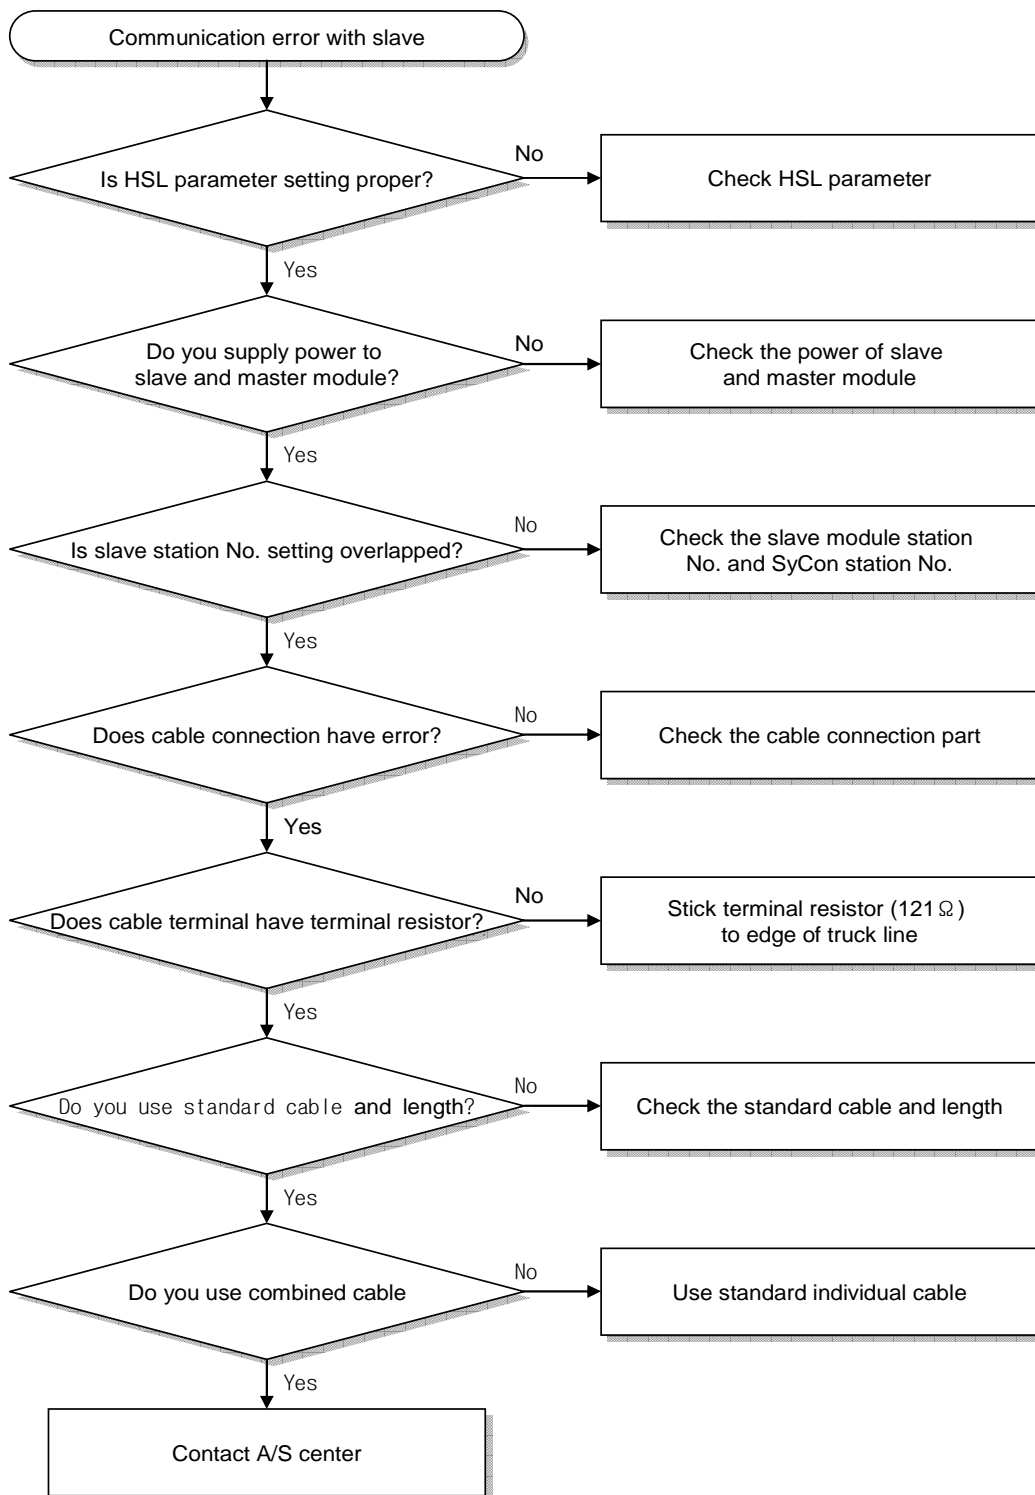 Communication error with slave
Is HSL parameter setting proper?
No
Check HSL parameter
Yes
Do you supply power to
slave and master module?
No
Check the power of slave
and master module
Yes
Is slave station No. setting overlapped?
No
Check the slave module station
No. and SyCon station No.
Yes
Does cable connection have error?
No
Check the cable connection part
Yes
Does cable terminal have terminal resistor?
No
Stick terminal resistor (121Ω)
to edge of truck line
Yes
Do you use standard cable and length?
No
Check the standard cable and length
Yes
Do you use combined cable
No
Use standard individual cable
Yes
Contact A/S center